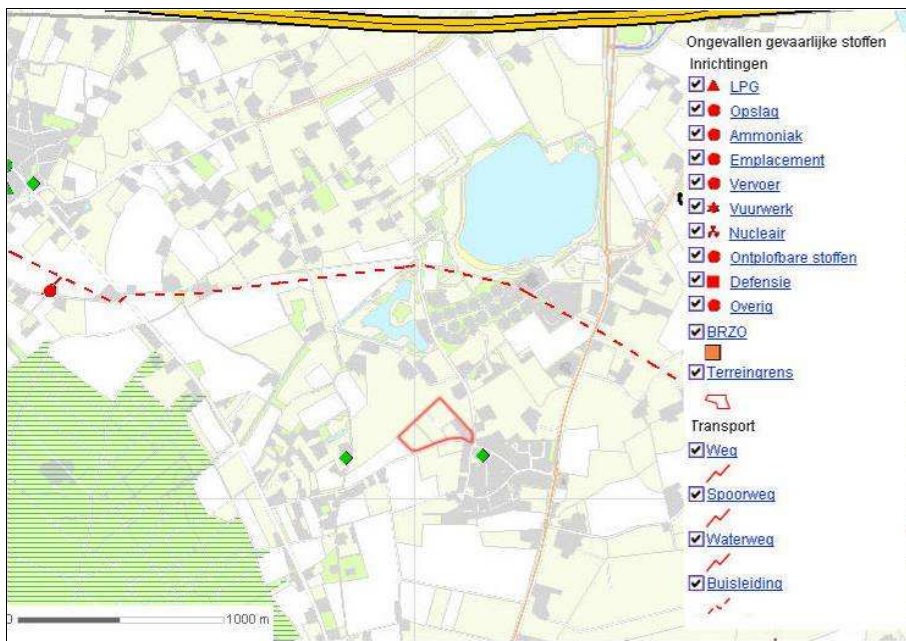 Ongevallen gevaarlijke stoffen
Inrichtingen
LPG
Opslag
Ammoniak
Emplacement
Vervoer
Vuurwerk
Nucleair
Ontplofbare stoffen
Defensie
Overig
BRZO
Terreingrens
Transport
Weg
Spoorweg
Waterweg
Buisleiding
0 1000 m